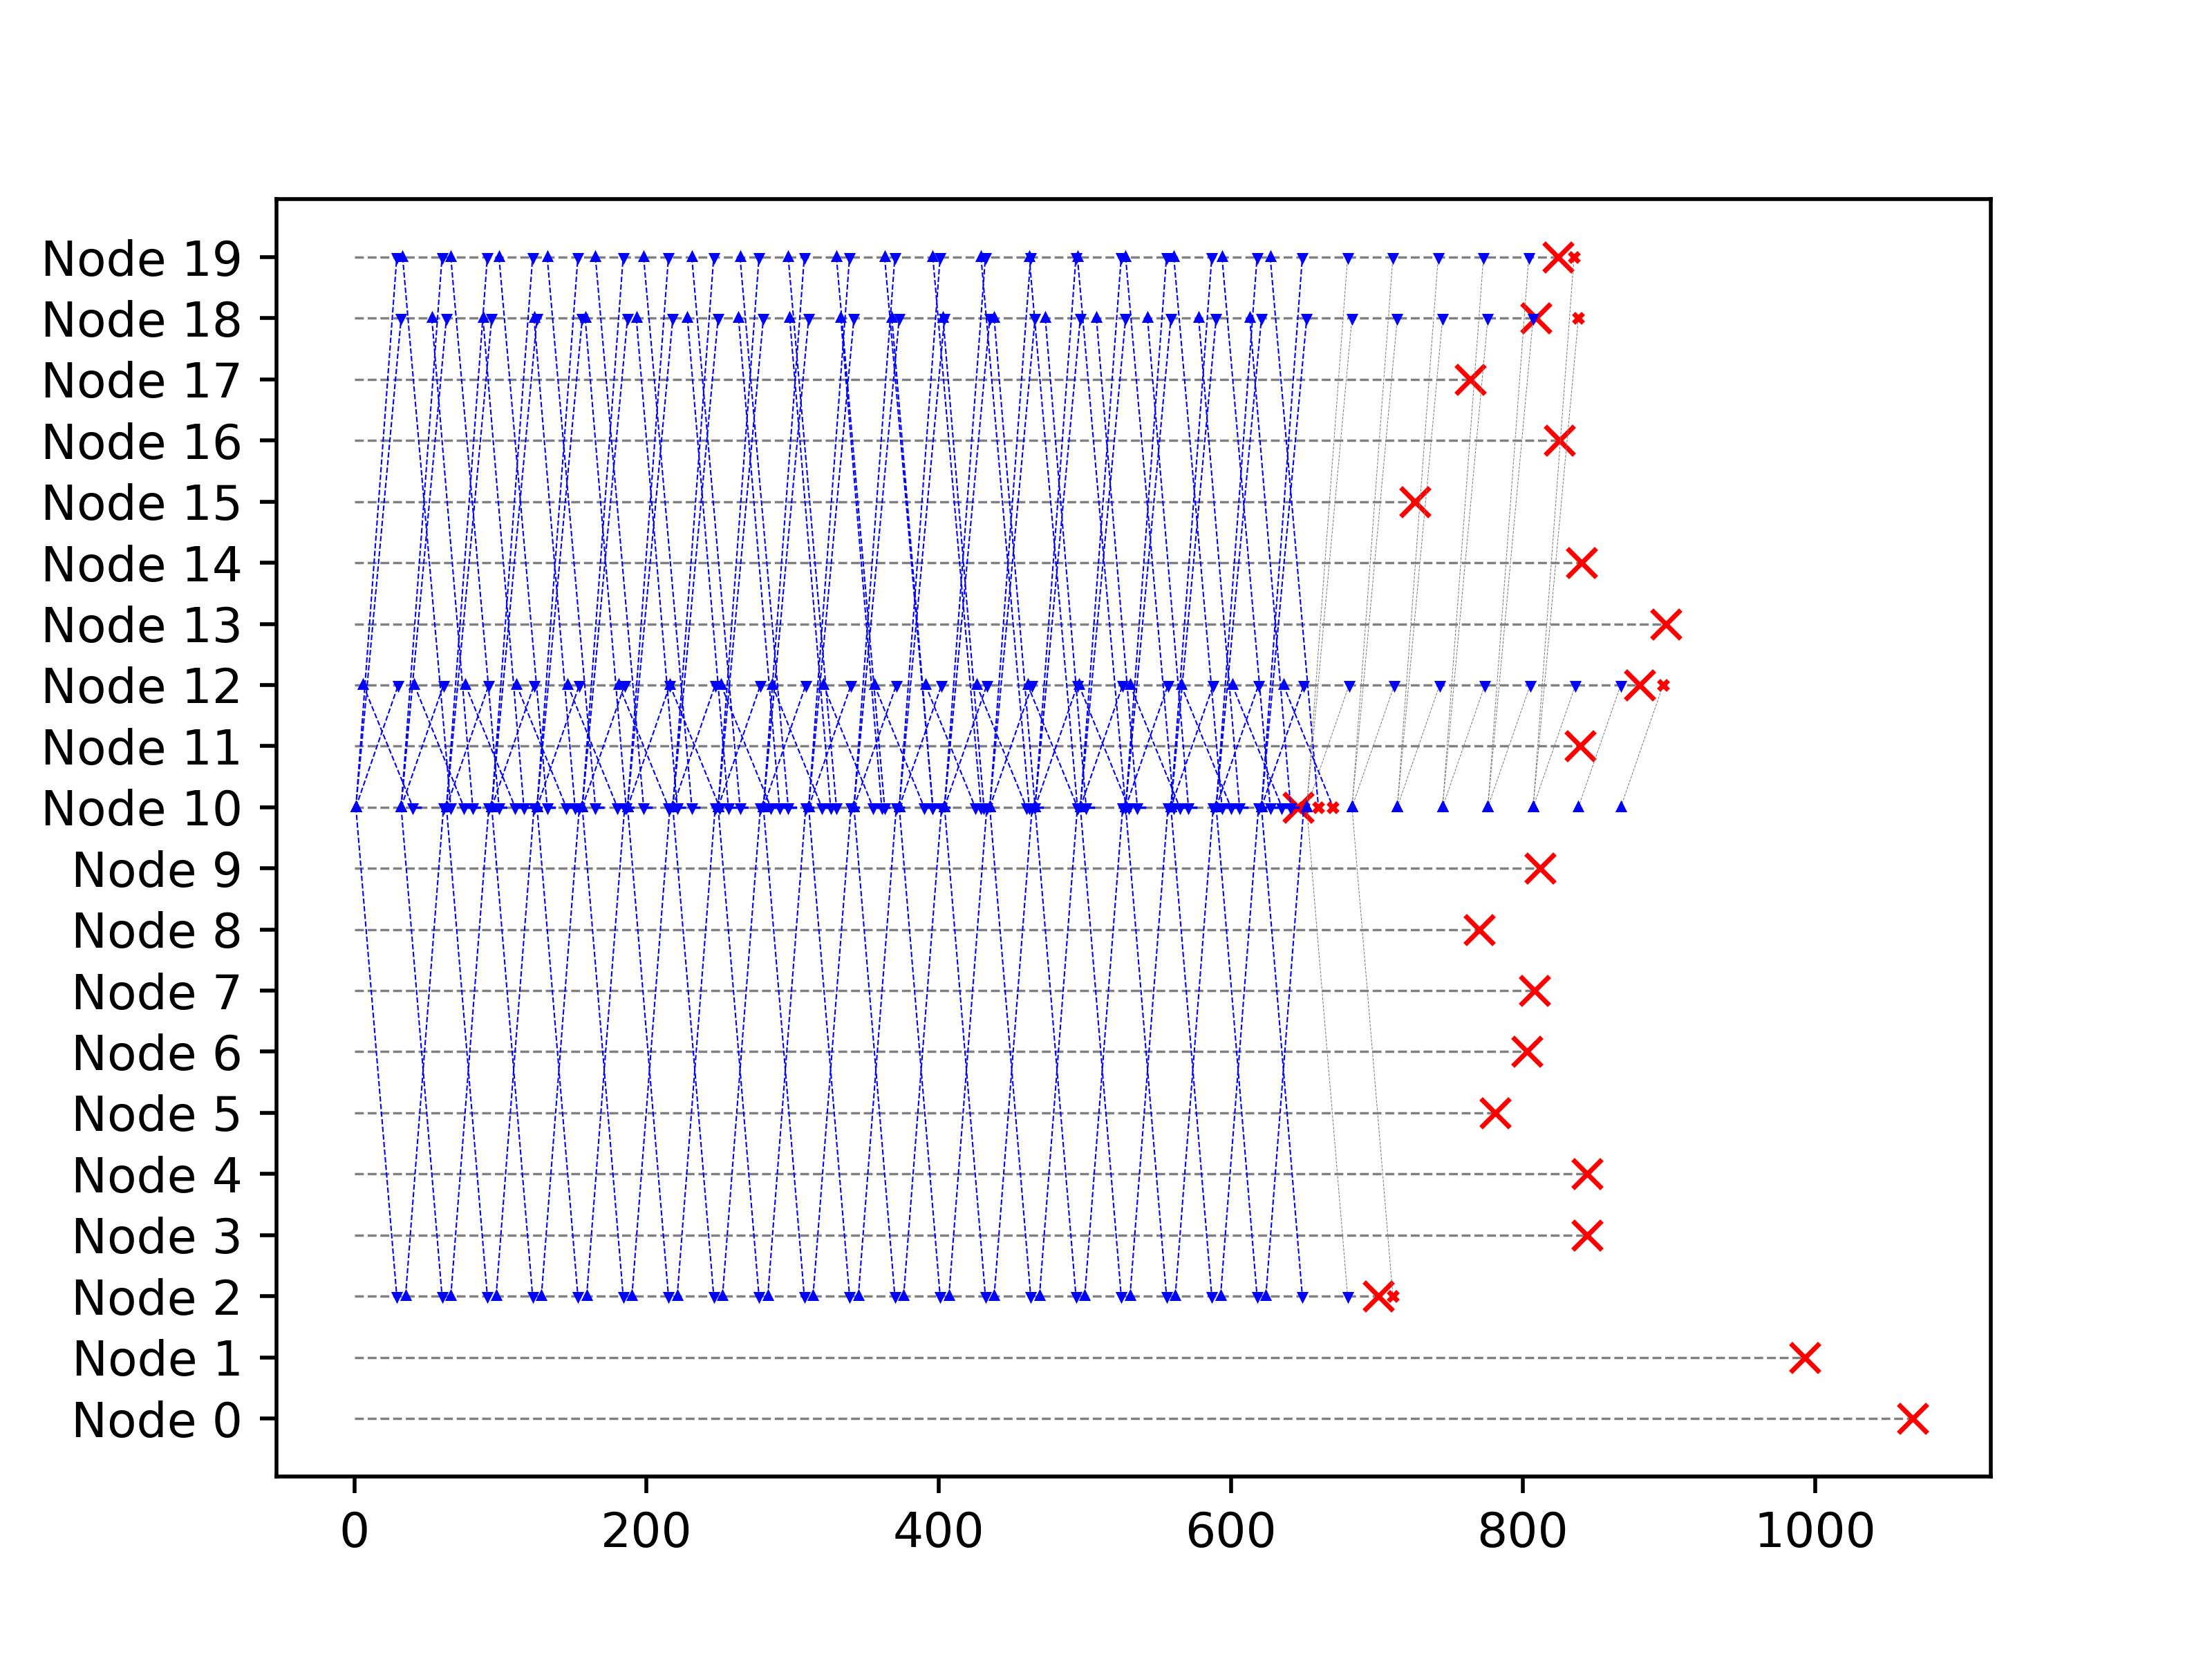 Node 19
Node 18
Node 17
Node 16
Node 15
Node 14
Node 13
Node 12
Node 11
Node 10
Node 9
Node 8
Node 7
Node 6
Node 5
Node 4
Node 3
Node 2
Node 1
Node 0
0 200 400 600 800 1000